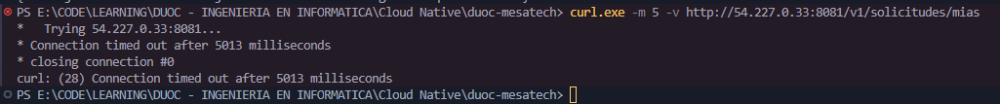 PS E:\CODE\LEARNING\DUOC - INGENIERIA EN INFORMATICA\Cloud Native\duoc-mesatech> curl.exe -m 5 -v http://54.227.0.33:8081/v1/solicitudes/mias
*   Trying 54.227.0.33:8081...
* Connection timed out after 5013 milliseconds
* closing connection #0
curl: (28) Connection timed out after 5013 milliseconds
PS E:\CODE\LEARNING\DUOC - INGENIERIA EN INFORMATICA\Cloud Native\duoc-mesatech>